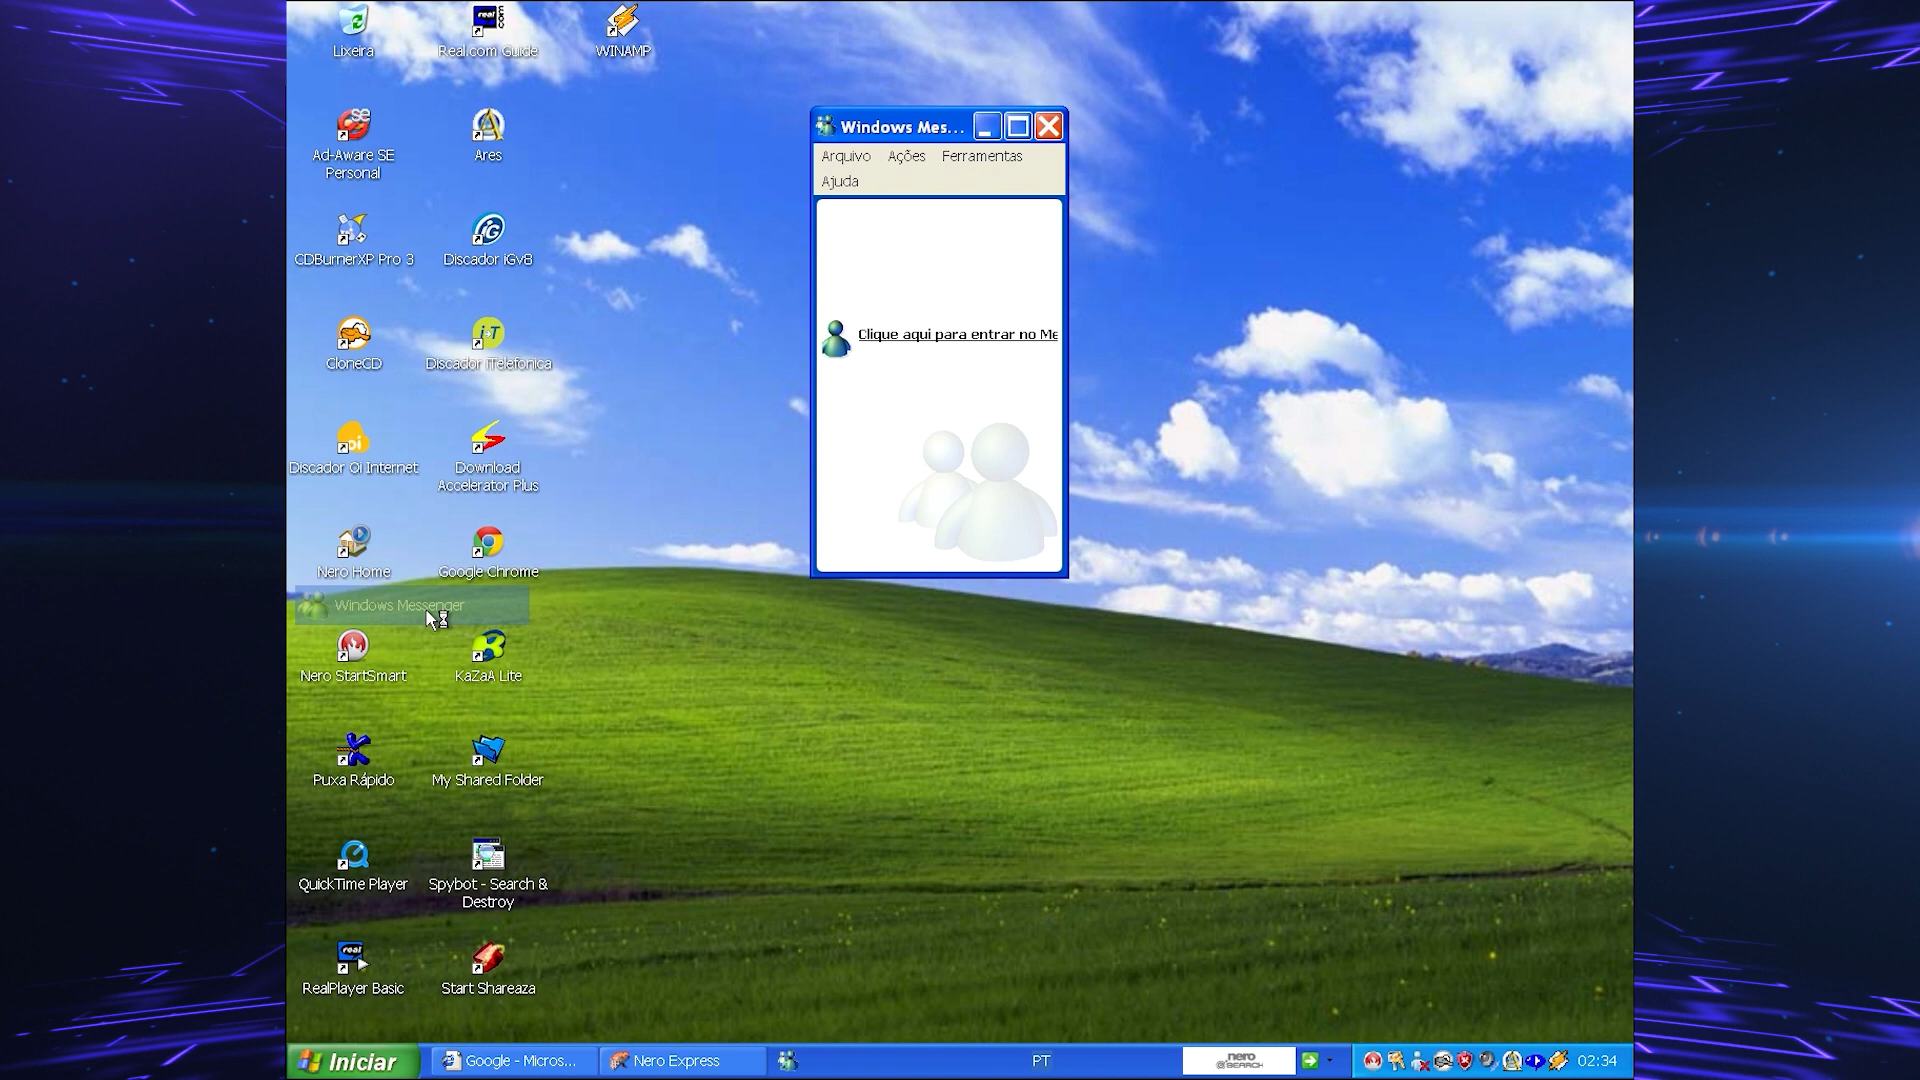 Lixeira
Real.com Guide
WINAMP
Ad-Aware SE
Personal
Ares
CDBurnerXP Pro 3
Discador iGv8
CloneCD
Discador iTelefonica
Discador Oi Internet
Download
Accelerator Plus
Nero Home
Google Chrome
Windows Messenger
Nero StartSmart
KaZaA Lite
Puxa Rápido
My Shared Folder
QuickTime Player
Spybot - Search &
Destroy
RealPlayer Basic
Start Shareaza
Windows Mes...
Arquivo Ações Ferramentas
Ajuda
Clique aqui para entrar no Me
Iniciar
Google - Micros...
Nero Express
PT
nero
SEARCH
02:34